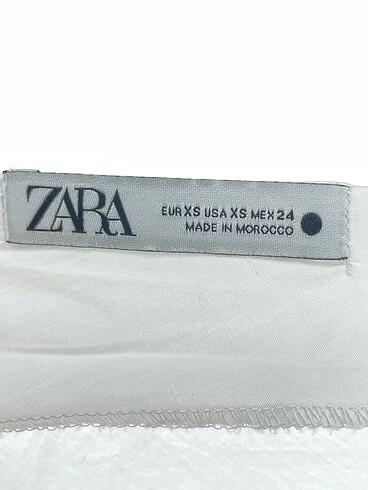 ZARA
EUR XS USA XS MEX 24
MADE IN MOROCCO